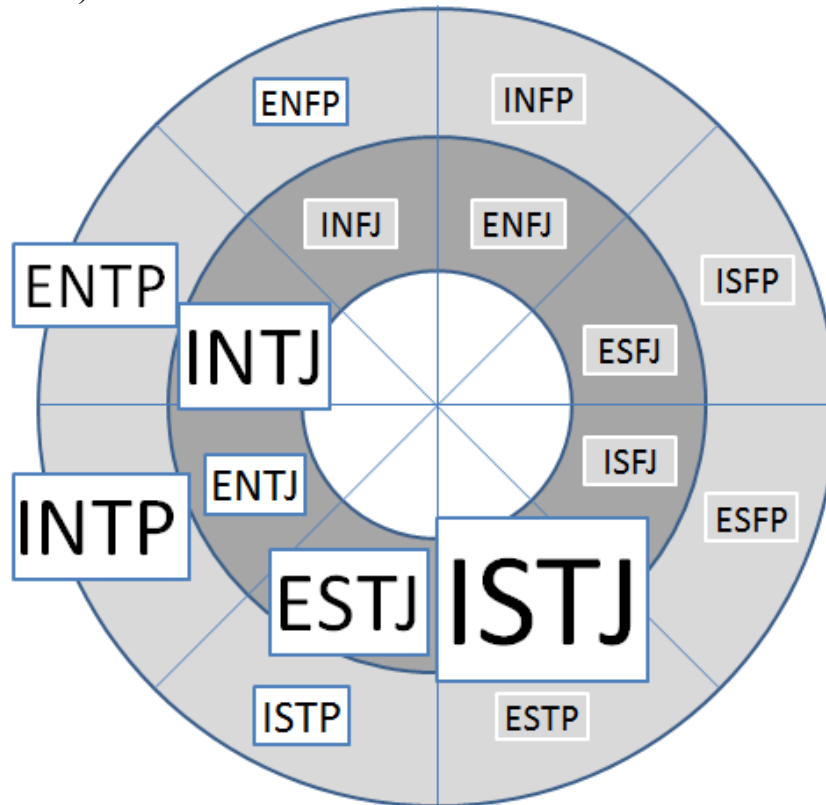 ENFP
INFP
INFJ
ENFJ
ENTP
ISFP
INTJ
ESFJ
ENTJ
ISFJ
INTP
ESFP
ESTJ
ISTJ
ISTP
ESTP